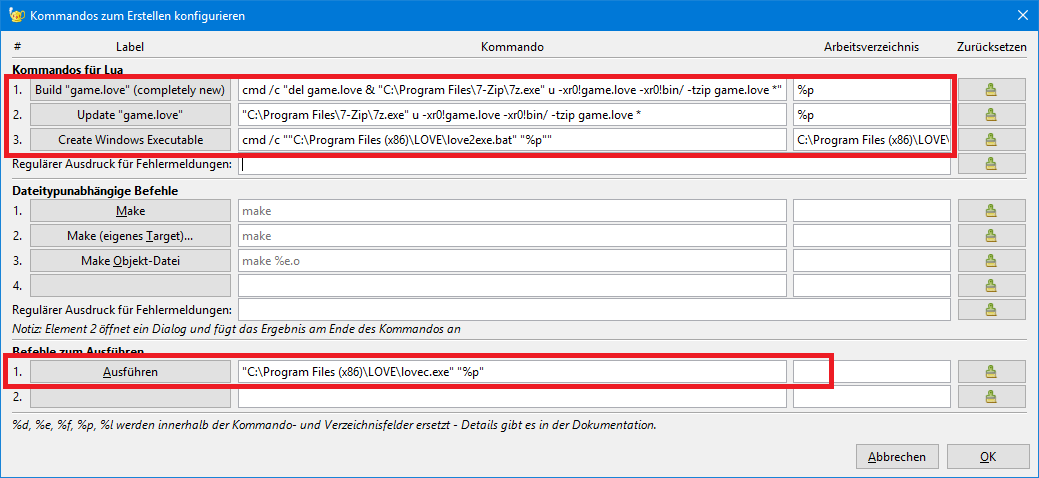 Kommandos zum Erstellen konfigurieren
# Label Kommando Arbeitsverzeichnis Zurücksetzen
Kommandos für Lua
1. Build "game.love" (completely new) cmd /c "del game.love & "C:\Program Files\7-Zip\7z.exe" u -xr0!game.love -xr0!bin/ -tzip game.love *" %p
2. Update "game.love" "C:\Program Files\7-Zip\7z.exe" u -xr0!game.love -xr0!bin/ -tzip game.love * %p
3. Create Windows Executable cmd /c ""C:\Program Files (x86)\LOVE\love2exe.bat" "%p"" C:\Program Files (x86)\LOVE\
Regulärer Ausdruck für Fehlermeldungen:
Dateitypunabhängige Befehle
1. Make make
2. Make (eigenes Target)... make
3. Make Objekt-Datei make %e.o
4.
Regulärer Ausdruck für Fehlermeldungen:
Notiz: Element 2 öffnet ein Dialog und fügt das Ergebnis am Ende des Kommandos an
Befehle zum Ausführen
1. Ausführen "C:\Program Files (x86)\LOVE\lovec.exe" "%p"
2.
%d, %e, %f, %p, %l werden innerhalb der Kommando- und Verzeichnisfelder ersetzt - Details gibt es in der Dokumentation.
Abbrechen OK